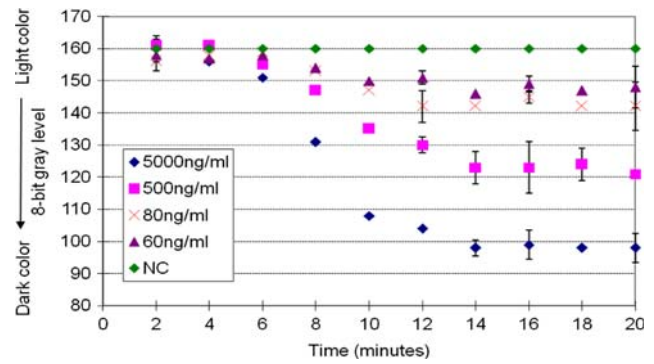 Light color
8-bit gray level
Dark color
160
150
140
130
120
110
100
90
80
5000ng/ml
500ng/ml
80ng/ml
60ng/ml
NC
0 2 4 6 8 10 12 14 16 18 20
Time (minutes)